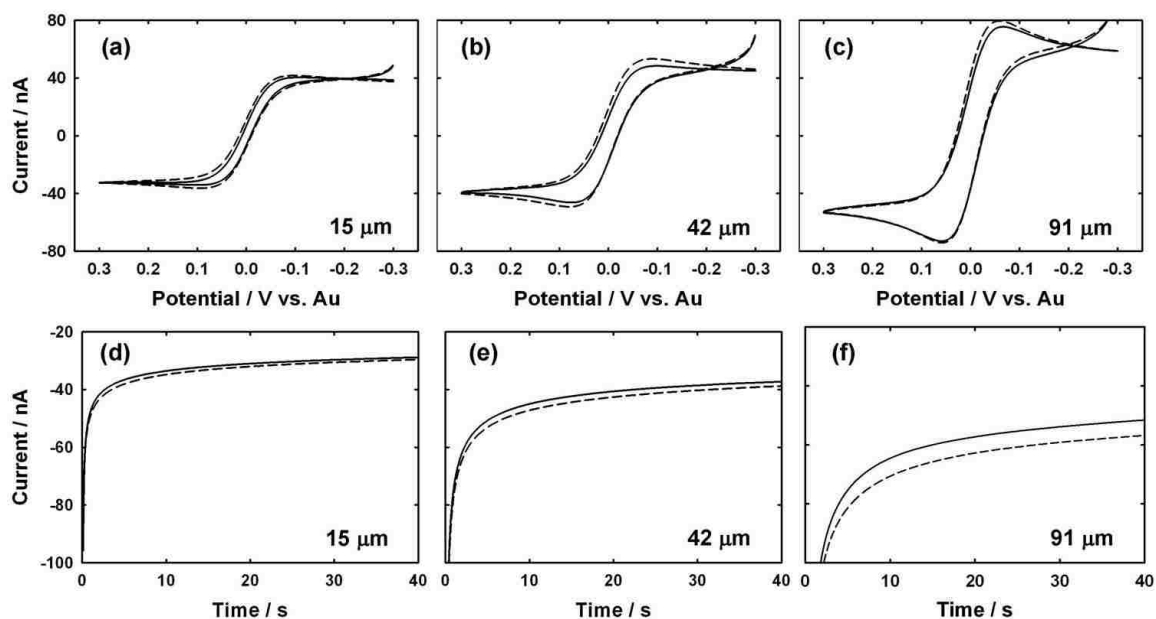 80
40
0
-40
-80
Current / nA
(a)
15 μm
0.3 0.2 0.1 0.0 -0.1 -0.2 -0.3
Potential / V vs. Au
(b)
42 μm
0.3 0.2 0.1 0.0 -0.1 -0.2 -0.3
Potential / V vs. Au
(c)
91 μm
0.3 0.2 0.1 0.0 -0.1 -0.2 -0.3
Potential / V vs. Au
-20
-40
-60
-80
-100
Current / nA
(d)
15 μm
0 10 20 30 40
Time / s
(e)
42 μm
0 10 20 30 40
Time / s
(f)
91 μm
0 10 20 30 40
Time / s